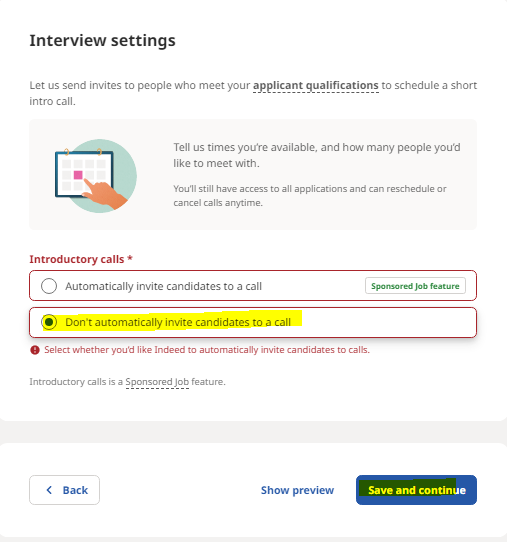 Interview settings
Let us send invites to people who meet your applicant qualifications to schedule a short
intro call.
Tell us times you're available, and how many people you'd
like to meet with.
You'll still have access to all applications and can reschedule or
cancel calls anytime.
Introductory calls *
Automatically invite candidates to a call
Sponsored Job feature
Don't automatically invite candidates to a call
Select whether you'd like Indeed to automatically invite candidates to calls.
Introductory calls is a Sponsored Job feature.
Back
Show preview
Save and continue